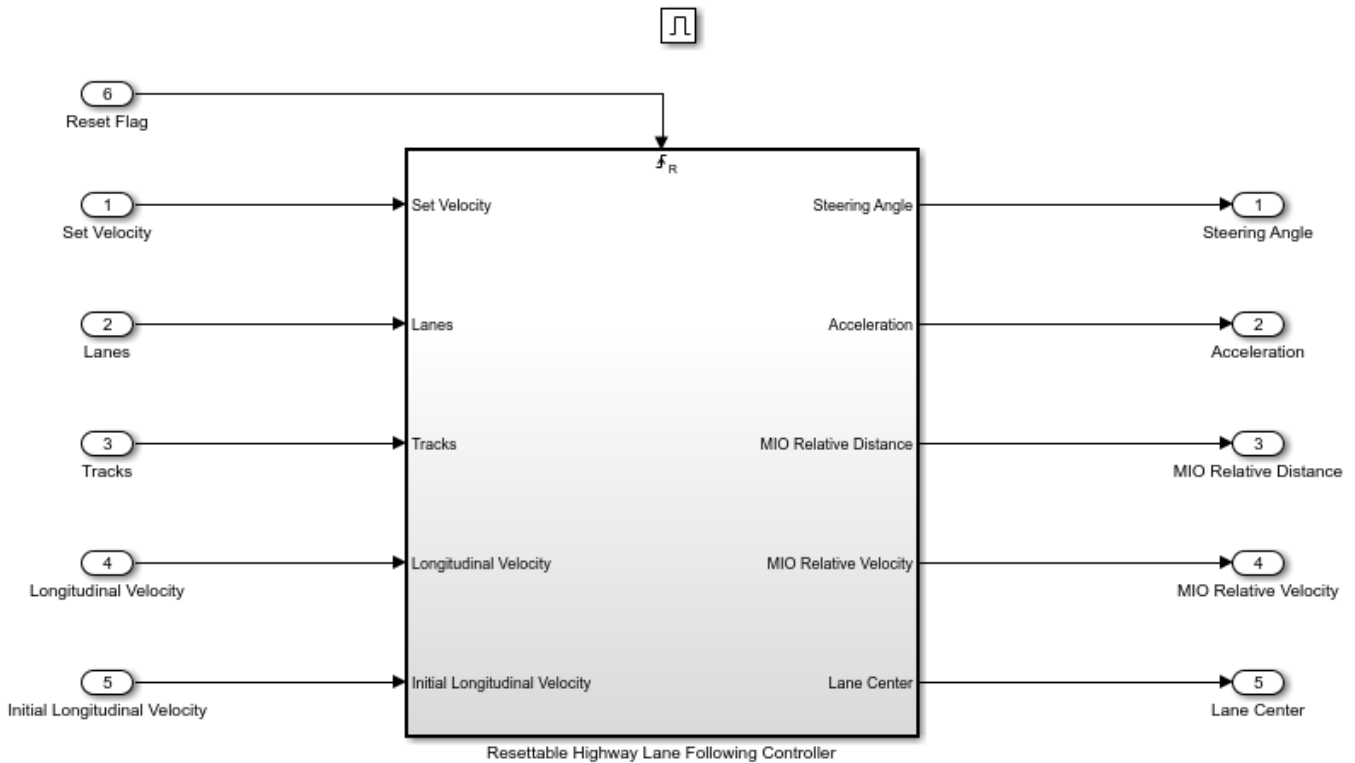 6
Reset Flag
R
1
Set Velocity
Set Velocity
Steering Angle
1
Steering Angle
2
Lanes
Lanes
Acceleration
2
Acceleration
3
Tracks
Tracks
MIO Relative Distance
3
MIO Relative Distance
4
Longitudinal Velocity
Longitudinal Velocity
MIO Relative Velocity
4
MIO Relative Velocity
5
Initial Longitudinal Velocity
Initial Longitudinal Velocity
Lane Center
5
Lane Center
Resettable Highway Lane Following Controller